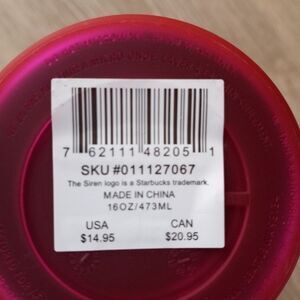 7 62111 48205 1
SKU #011127067
The Siren logo is a Starbucks trademark.
MADE IN CHINA
16OZ/473ML
USA CAN
$14.95 $20.95